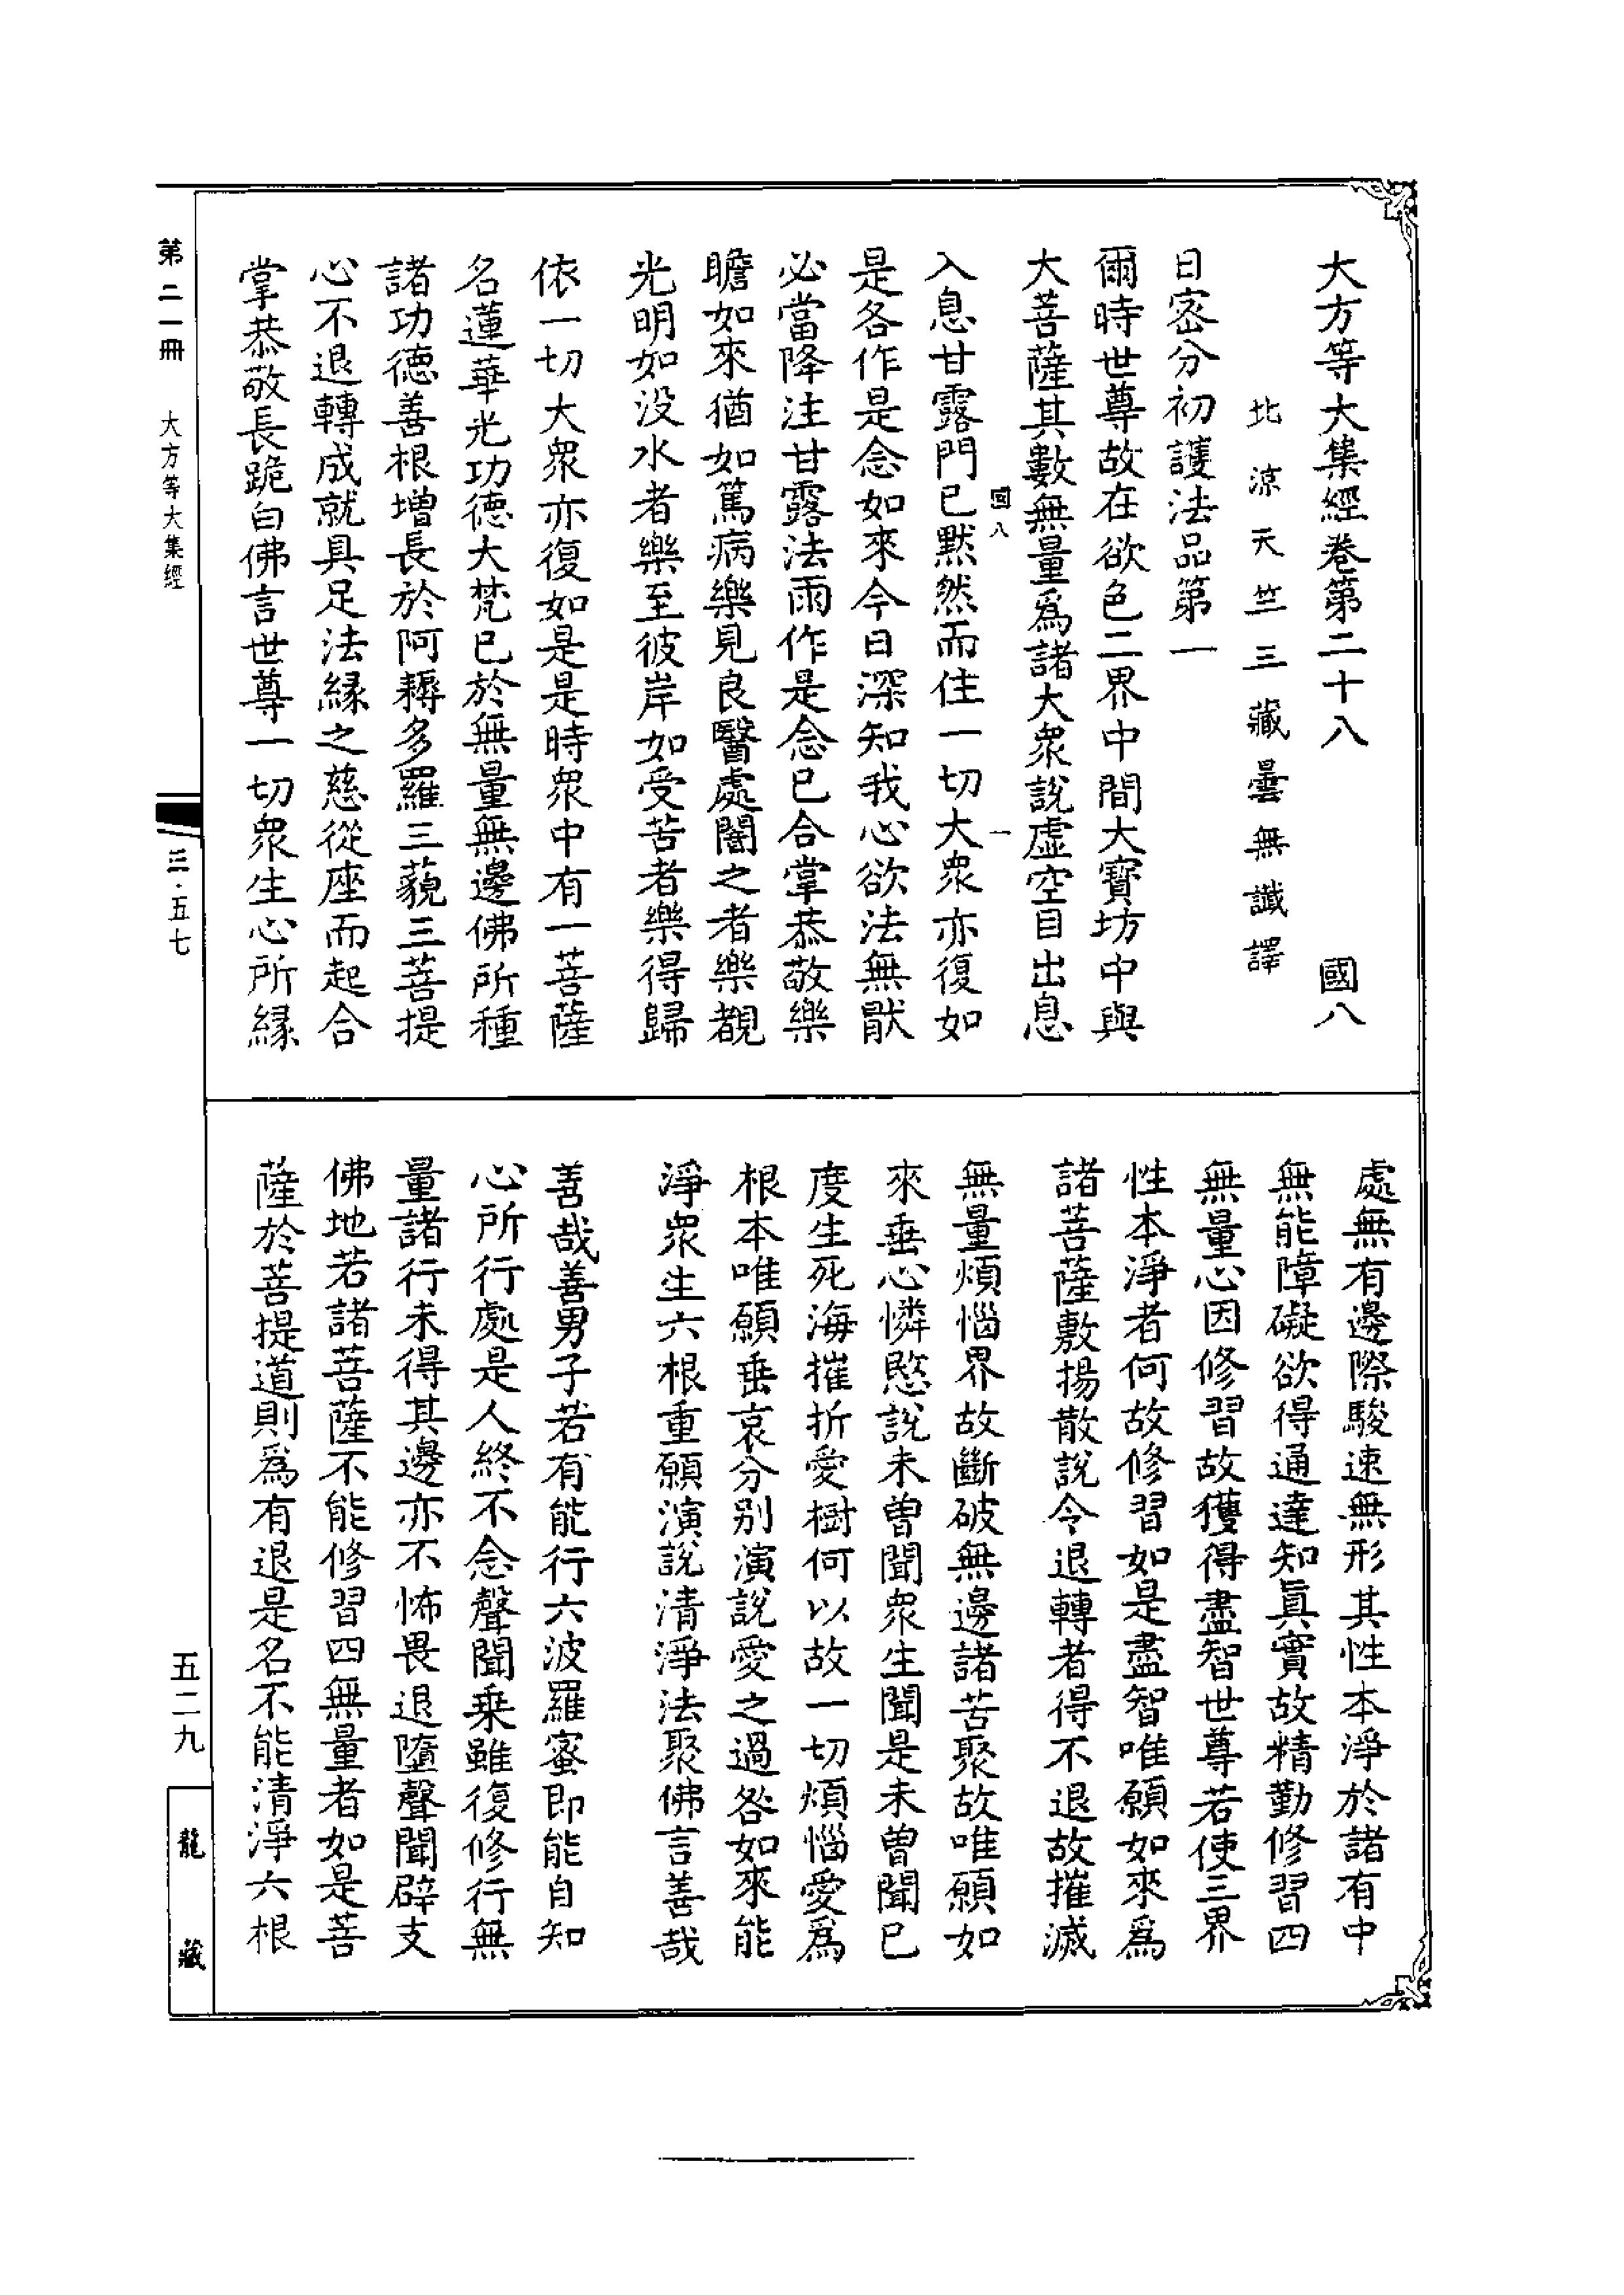 大方等大集經卷第二十八　國八
北涼天竺三藏曇無讖譯
日密分初護法品第一
爾時世尊故在欲色二界中間大寶坊中與
大菩薩其數無量爲諸大衆說虛空目出息
國八　一
入息甘露門已默然而住一切大衆亦復如
是各作是念如來今日深知我心欲法無猒
必當降注甘露法雨作是念已合掌恭敬樂
瞻如來猶如篤病樂見良醫處闇之者樂覩
光明如没水者樂至彼岸如受苦者樂得歸
依一切大衆亦復如是是時衆中有一菩薩
名蓮華光功德大梵已於無量無邊佛所種
諸功德善根增長於阿耨多羅三藐三菩提
心不退轉成就具足法縁之慈從座而起合
掌恭敬長跪白佛言世尊一切衆生心所縁
處無有邊際駿速無形其性本淨於諸有中
無能障礙欲得通達知眞實故精勤修習四
無量心因修習故獲得盡智世尊若使三界
性本淨者何故修習如是盡智唯願如來爲
諸菩薩敷揚散說令退轉者得不退故摧滅
無量煩惱界故斷破無邊諸苦聚故唯願如
來垂心憐愍說未曾聞衆生聞是未曾聞已
度生死海摧折愛樹何以故一切煩惱愛爲
根本唯願垂哀分別演說愛之過咎如來能
淨衆生六根重願演說清淨法聚佛言善哉
善哉善男子若有能行六波羅蜜即能自知
心所行處是人終不念聲聞乗雖復修行無
量諸行未得其邊亦不怖畏退墮聲聞辟支
佛地若諸菩薩不能修習四無量者如是菩
薩於菩提道則爲有退是名不能清淨六根
第二一冊　大方等大集經
三·五七
五二九
龍藏